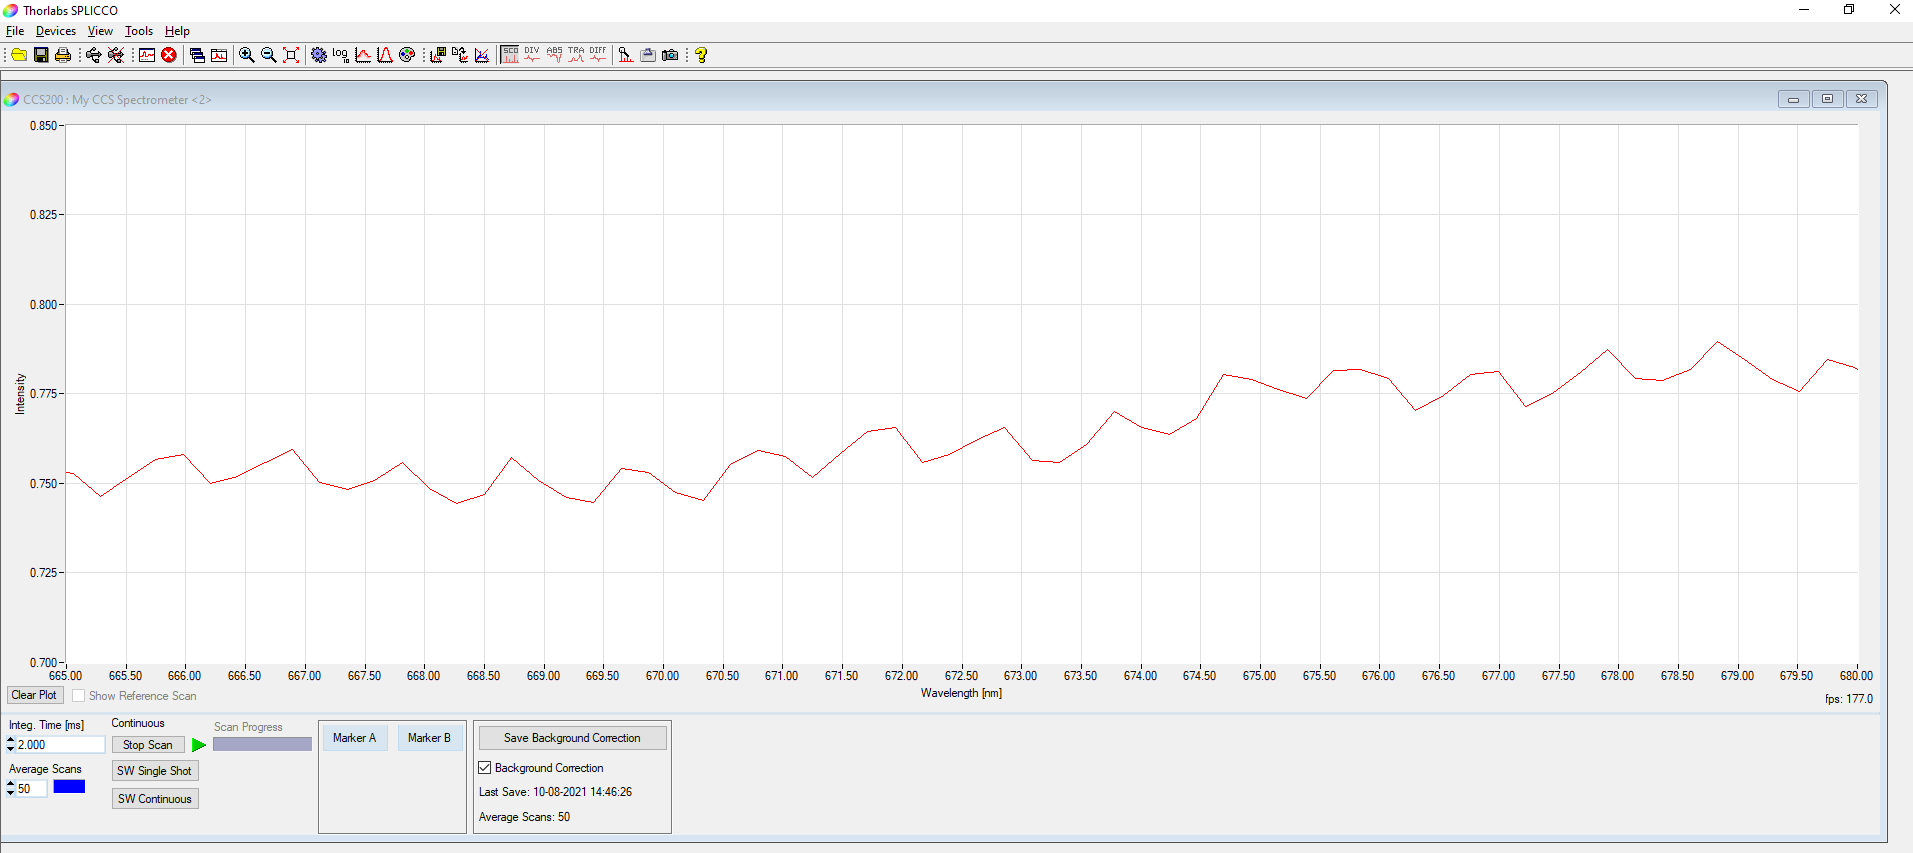 Thorlabs SPLICCO
File Devices View Tools Help
log 10 SCO DIV ABS TRA DIFF
CCS200 : My CCS Spectrometer <2>
0.850
0.825
0.800
0.775
0.750
0.725
0.700
Intensity
665.00 665.50 666.00 666.50 667.00 667.50 668.00 668.50 669.00 669.50 670.00 670.50 671.00 671.50 672.00 672.50 673.00 673.50 674.00 674.50 675.00 675.50 676.00 676.50 677.00 677.50 678.00 678.50 679.00 679.50 680.00
Wavelength [nm]
Clear Plot Show Reference Scan
fps: 177.0
Integ. Time [ms] Continuous Scan Progress
2.000 Stop Scan
Average Scans SW Single Shot
50 SW Continuous
Marker A Marker B
Save Background Correction
Background Correction
Last Save: 10-08-2021 14:46:26
Average Scans: 50